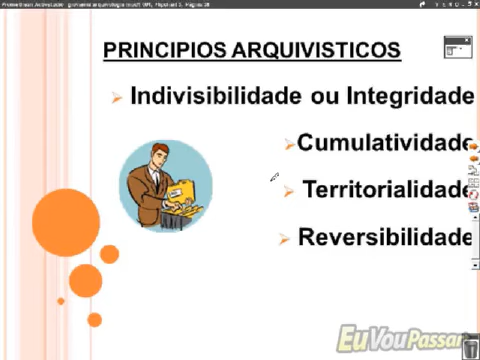 PRINCIPIOS ARQUIVISTICOS
Indivisibilidade ou Integridade
Cumulatividade
Territorialidade
Reversibilidade
EuVouPassar